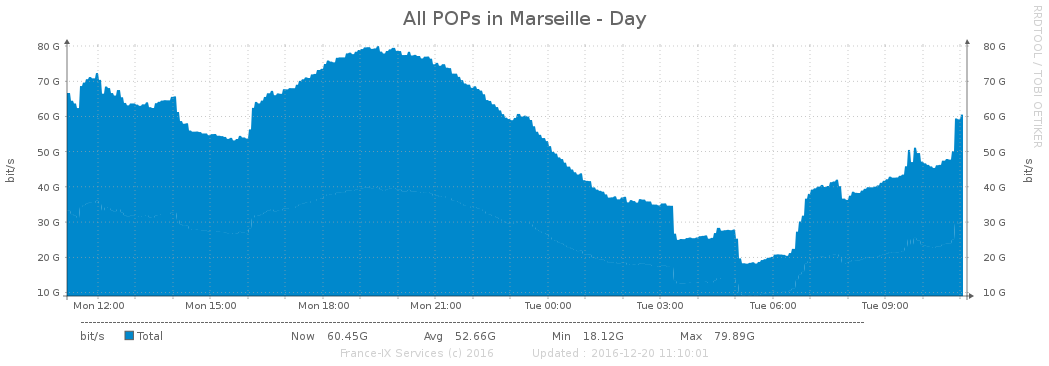 All POPs in Marseille - Day
RRDTOOL / TOBI OETIKER
bit/s
80 G 80 G
70 G 70 G
60 G 60 G
50 G 50 G
40 G 40 G
30 G 30 G
20 G 20 G
10 G 10 G
bit/s
Mon 12:00 Mon 15:00 Mon 18:00 Mon 21:00 Tue 00:00 Tue 03:00 Tue 06:00 Tue 09:00
bit/s Total Now 60.45G Avg 52.66G Min 18.12G Max 79.89G
France-IX Services (c) 2016 Updated : 2016-12-20 11:10:01